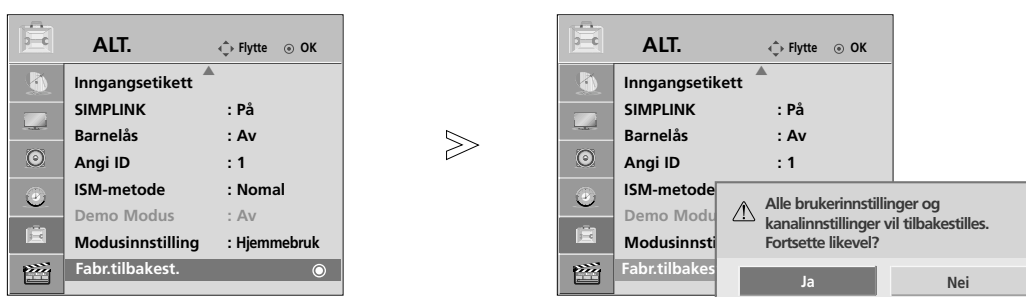 ALT.
Flytte OK
Inngangsetikett
SIMPLINK : På
Barnelås : Av
Angi ID : 1
ISM-metode : Nomal
Demo Modus : Av
Modusinnstilling : Hjemmebruk
Fabr.tilbakest.
ALT.
Flytte OK
Inngangsetikett
SIMPLINK : På
Barnelås : Av
Angi ID : 1
ISM-metode
Demo Modu
Modusinnsti
Fabr.tilbakes
Alle brukerinnstillinger og
kanalinnstillinger vil tilbakestilles.
Fortsette likevel?
Ja Nei